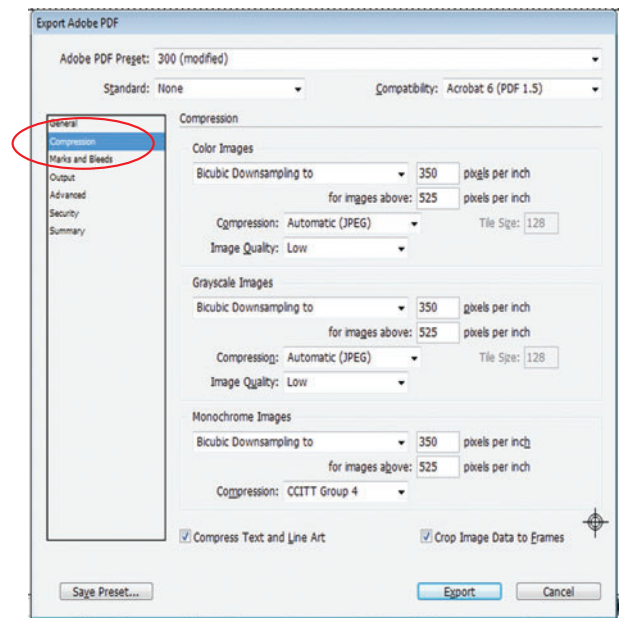 Export Adobe PDF
Adobe PDF Preset: 300 (modified)
Standard: None Compatibility: Acrobat 6 (PDF 1.5)
General
Compression
Marks and Bleeds
Output
Advanced
Security
Summary
Compression
Color Images
Bicubic Downsampling to 350 pixels per inch
for images above: 525 pixels per inch
Compression: Automatic (JPEG) Tile Size: 128
Image Quality: Low
Grayscale Images
Bicubic Downsampling to 350 pixels per inch
for images above: 525 pixels per inch
Compression: Automatic (JPEG) Tile Size: 128
Image Quality: Low
Monochrome Images
Bicubic Downsampling to 350 pixels per inch
for images above: 525 pixels per inch
Compression: CCITT Group 4
Compress Text and Line Art Crop Image Data to Frames
Save Preset... Export Cancel